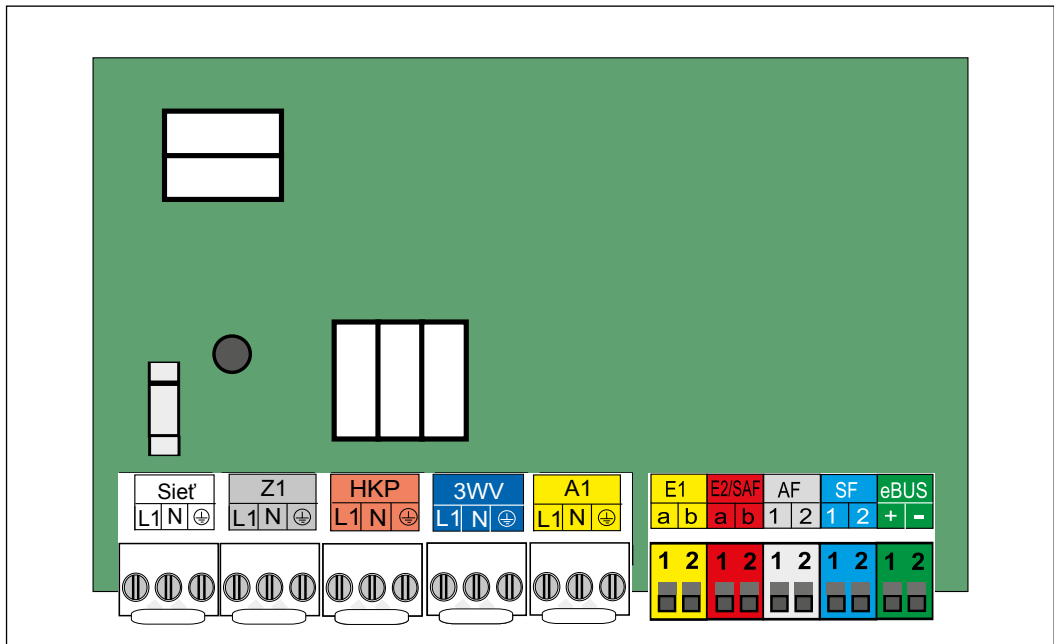 Sieť Z1 HKP 3WV A1 E1 E2/SAF AF SF eBUS
L1 N L1 N L1 N L1 N L1 N a b a b 1 2 1 2 + -
1 2 1 2 1 2 1 2 1 2